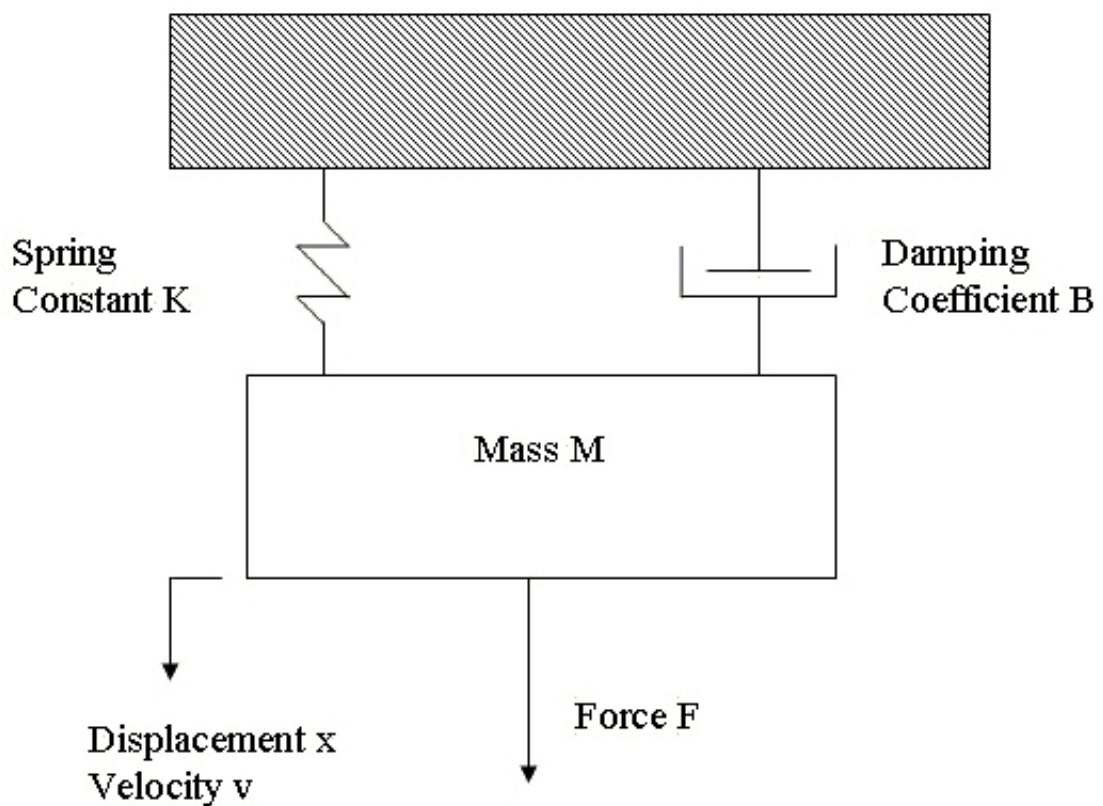 Spring
Constant K
Damping
Coefficient B
Mass M
Force F
Displacement x
Velocity v